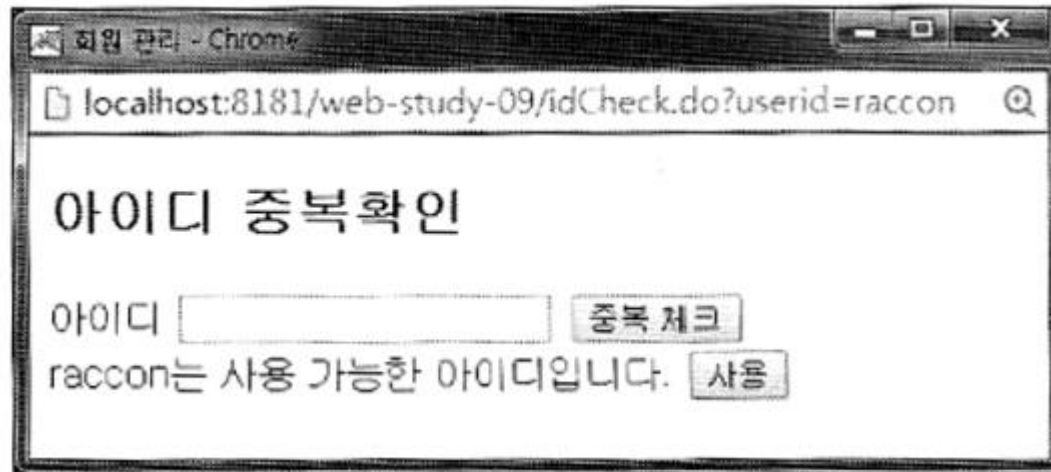 회원 관리 - Chrome
localhost:8181/web-study-09/idCheck.do?userid=raccon
아이디 중복확인
아이디 중복 체크
raccon는 사용 가능한 아이디입니다. 사용